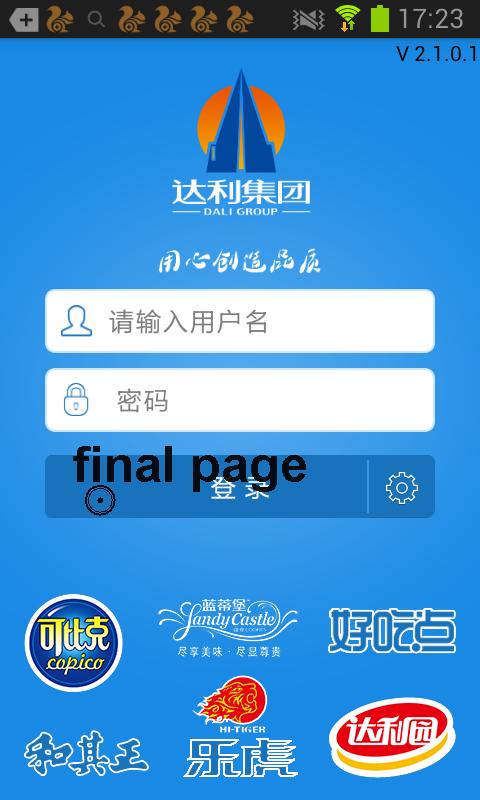 17:23
V 2.1.0.1
达利集团
DALI GROUP
用心创造品质
请输入用户名
密码
final page
登录
可比克
copico
蓝蒂堡
Landy Castle
尽享美味·尽显尊贵
好吃点
和其正
HI-TIGER
乐虎
达利园